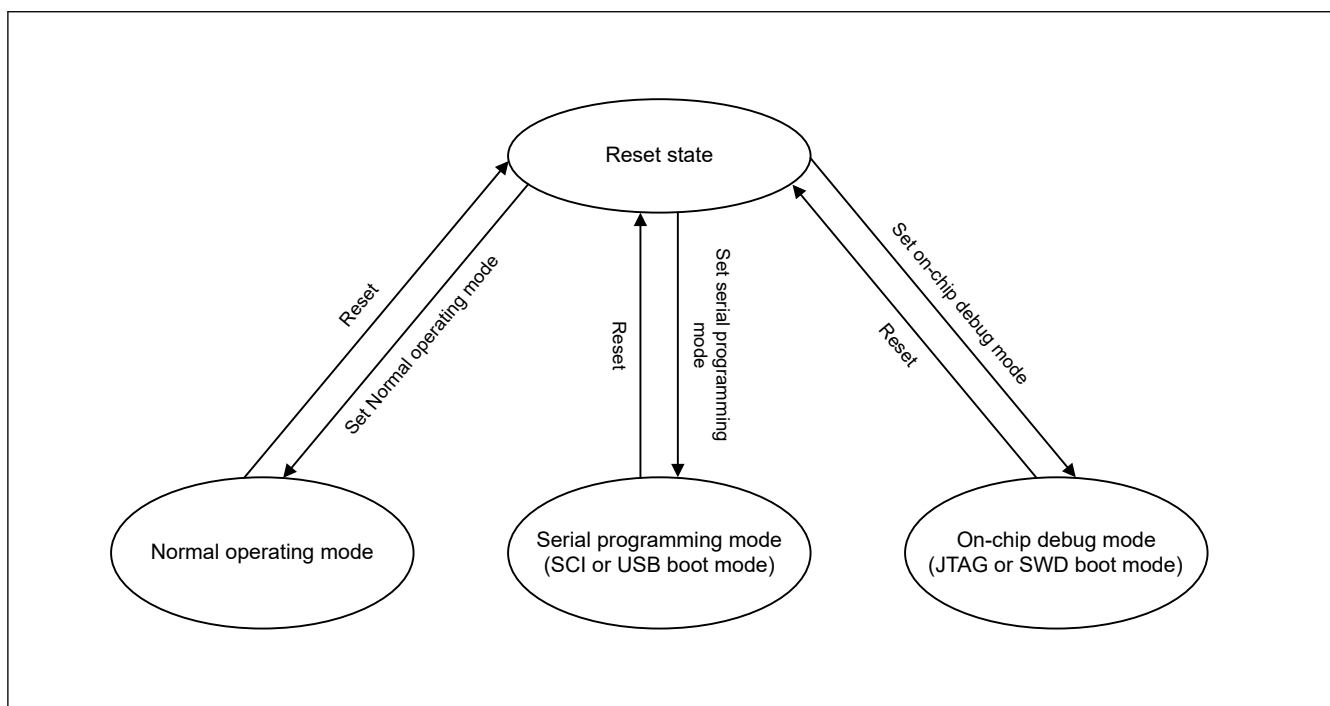 Reset state
Reset
Set Normal operating mode
Reset
Set serial programming
mode
Set on-chip debug mode
Reset
Normal operating mode
Serial programming mode
(SCI or USB boot mode)
On-chip debug mode
(JTAG or SWD boot mode)